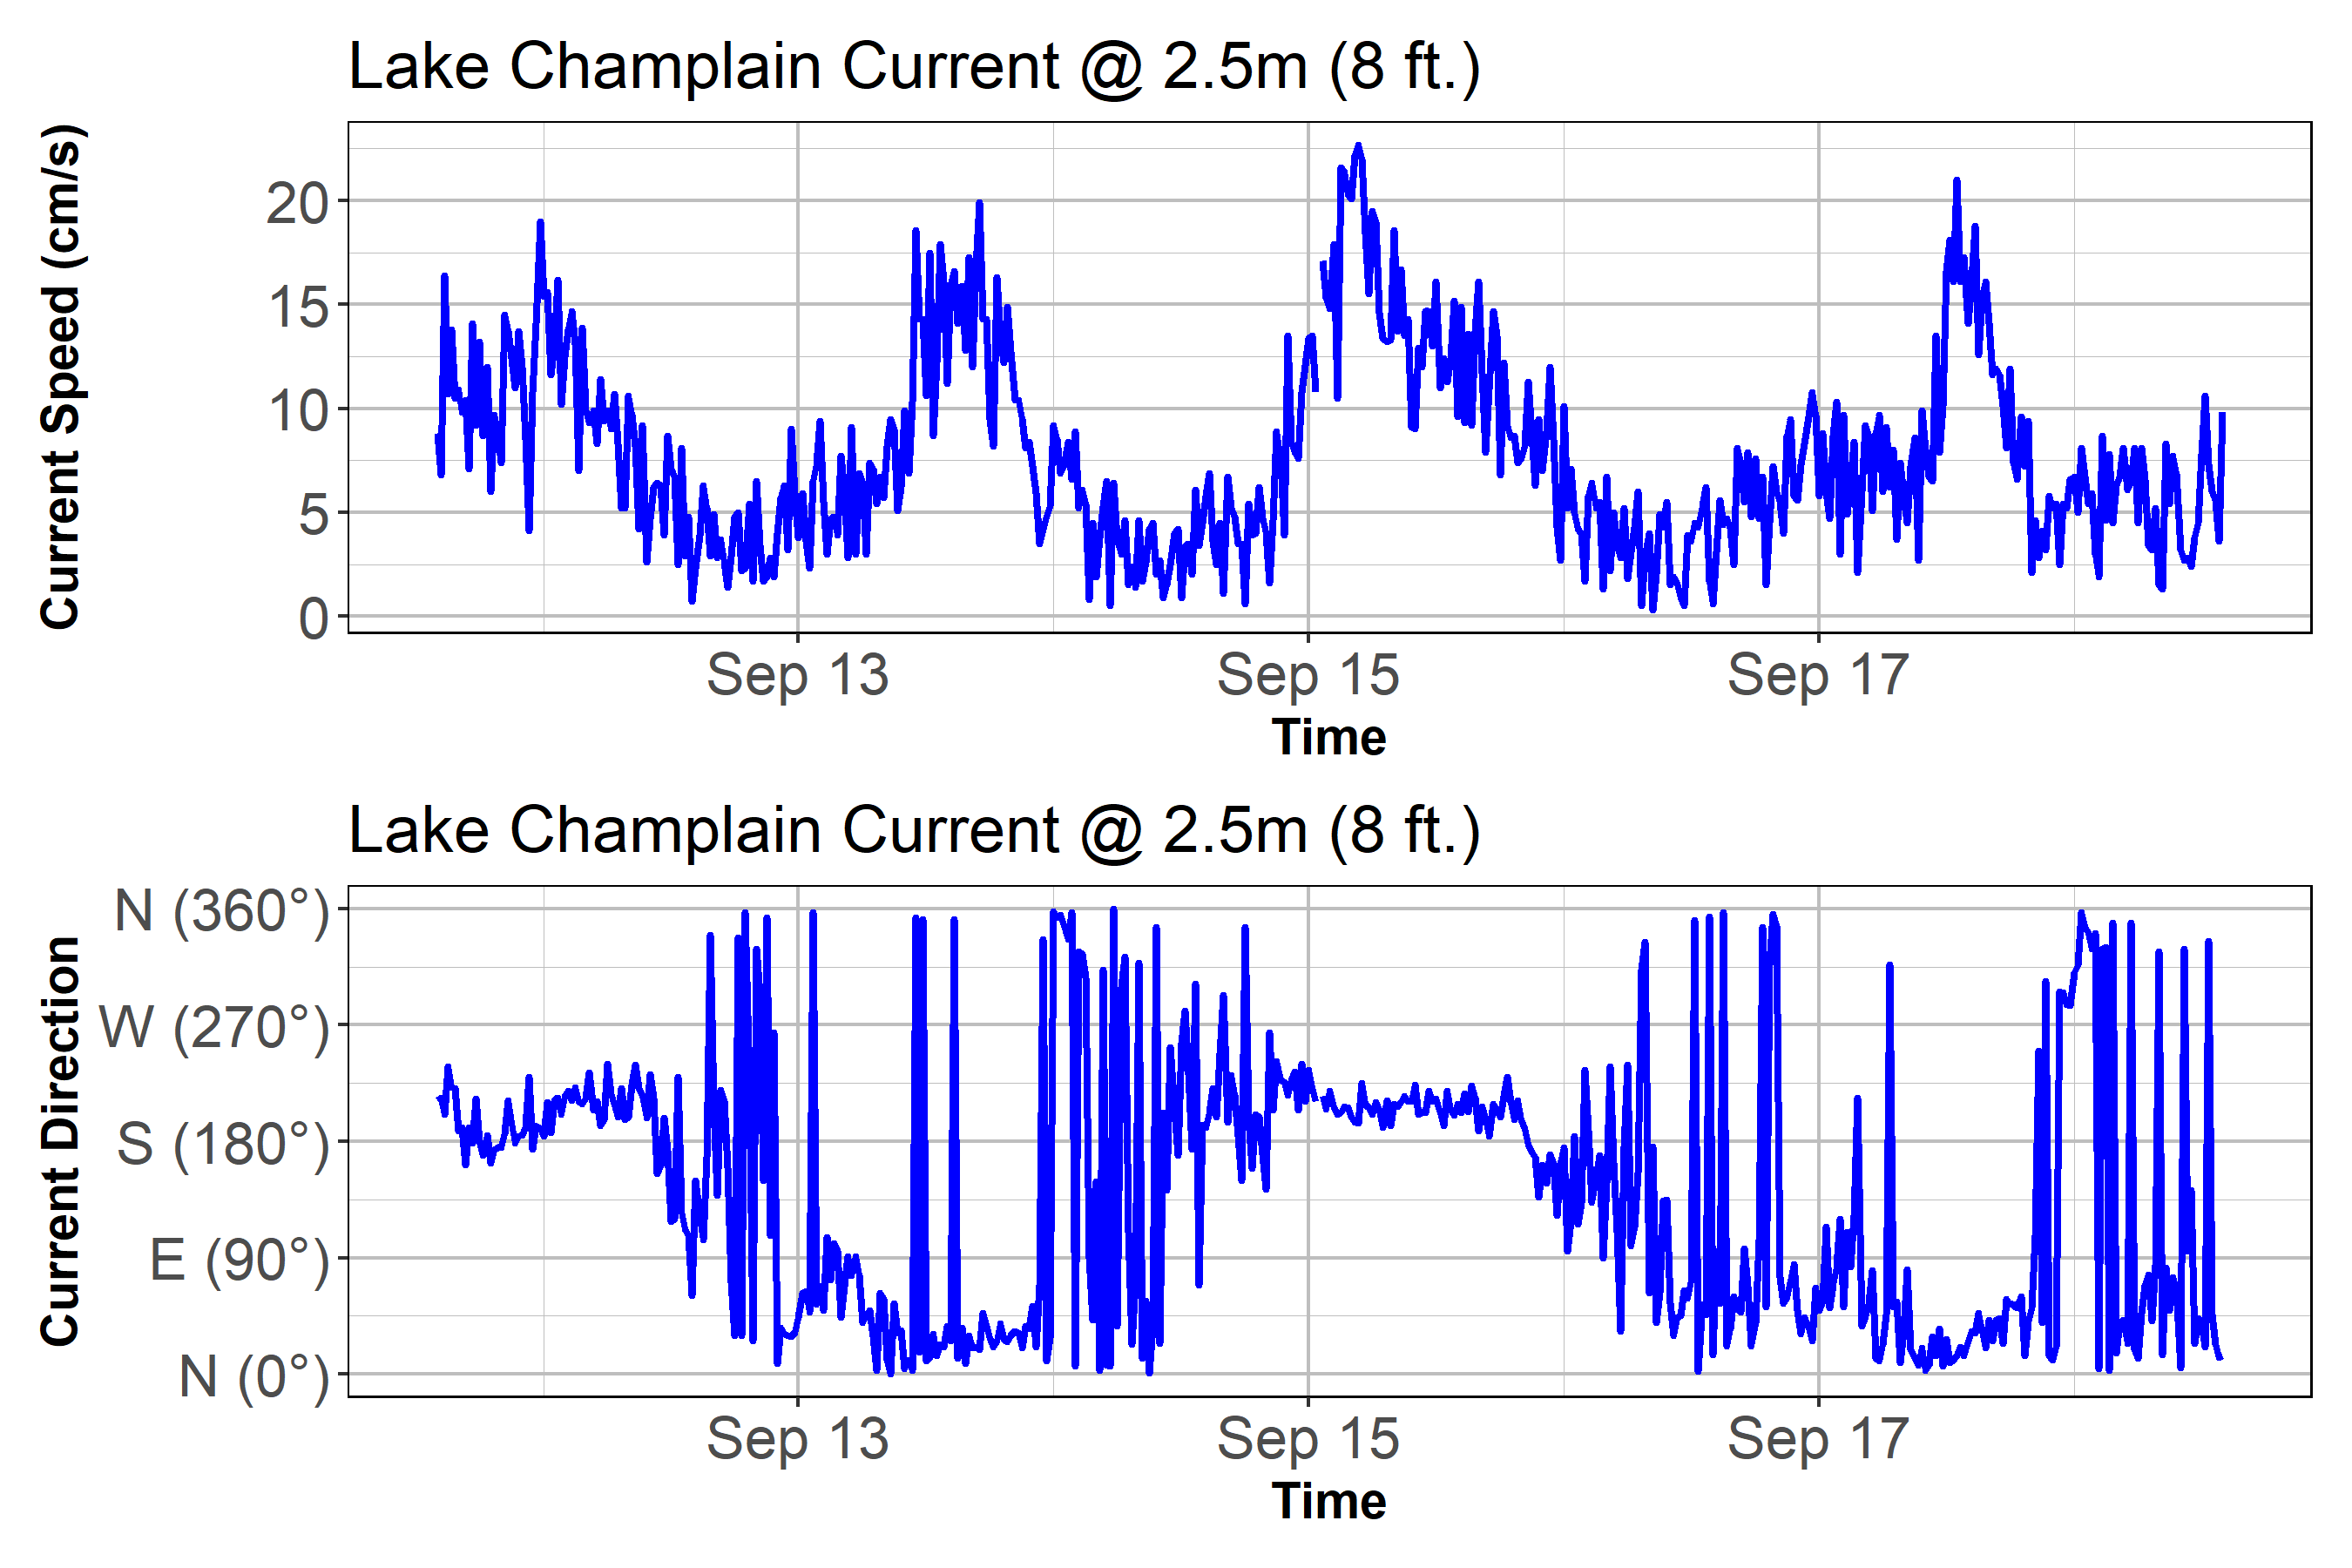 Lake Champlain Current @ 2.5m (8 ft.)
Current Speed (cm/s)
20
15
10
5
0
Sep 13 Sep 15 Sep 17
Time
Lake Champlain Current @ 2.5m (8 ft.)
Current Direction
N (360°)
W (270°)
S (180°)
E (90°)
N (0°)
Sep 13 Sep 15 Sep 17
Time